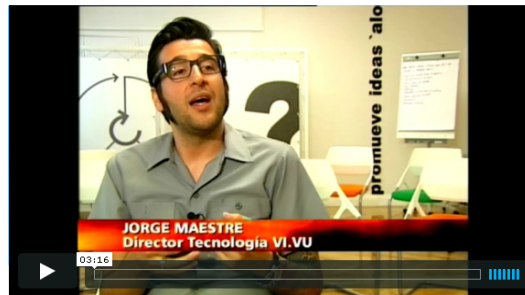 promueve ideas `alo
?
JORGE MAESTRE
Director Tecnología VI.VU
03:16